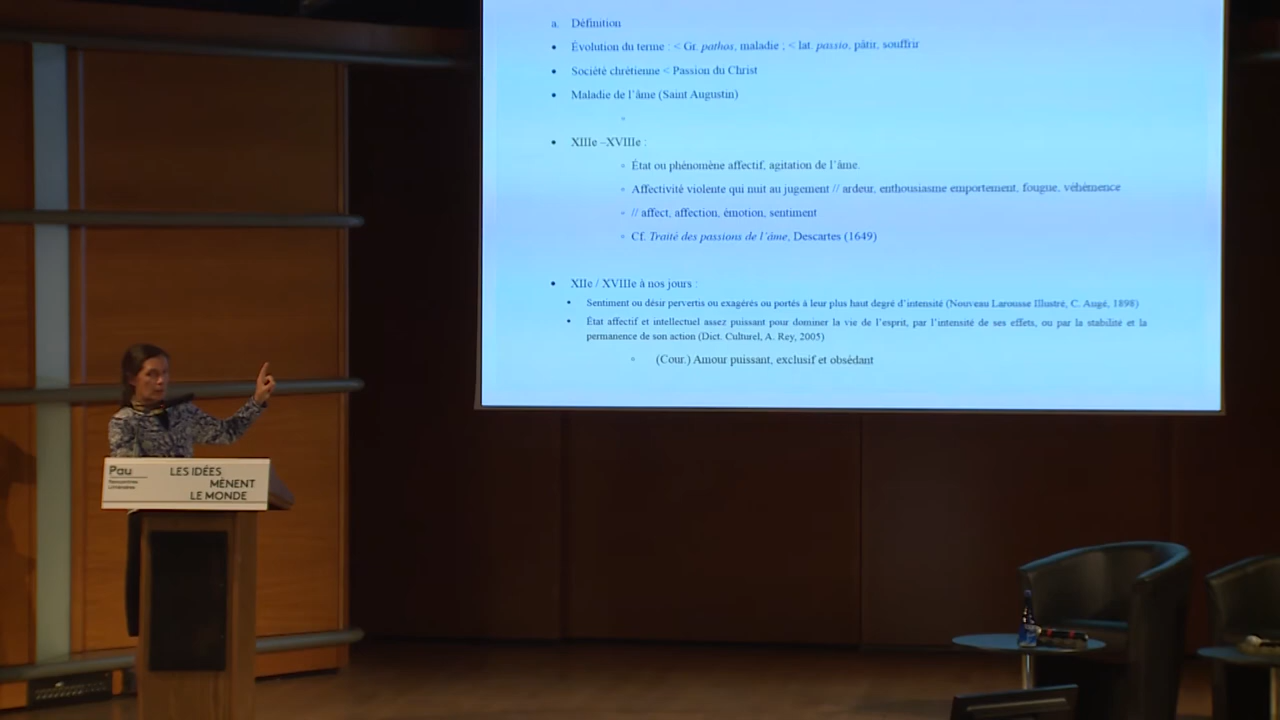 a. Définition
• Évolution du terme : < Gr. pathos, maladie ; < lat. passio, pâtir, souffrir
• Société chrétienne < Passion du Christ
• Maladie de l'âme (Saint Augustin)
• XIIIe –XVIIIe :
◦ État ou phénomène affectif, agitation de l'âme.
◦ Affectivité violente qui nuit au jugement // ardeur, enthousiasme emportement, fougue, véhémence
◦ // affect, affection, émotion, sentiment
◦ Cf. Traité des passions de l'âme, Descartes (1649)
• XIIe / XVIIIe à nos jours :
• Sentiment ou désir pervertis ou exagérés ou portés à leur plus haut degré d'intensité (Nouveau Larousse Illustré, C. Augé, 1898)
• État affectif et intellectuel assez puissant pour dominer la vie de l'esprit, par l'intensité de ses effets, ou par la stabilité et la
permanence de son action (Dict. Culturel, A. Rey, 2005)
◦ (Cour.) Amour puissant, exclusif et obsédant
Pau
Rencontres
Littéraires
LES IDÉES
MÈNENT
LE MONDE